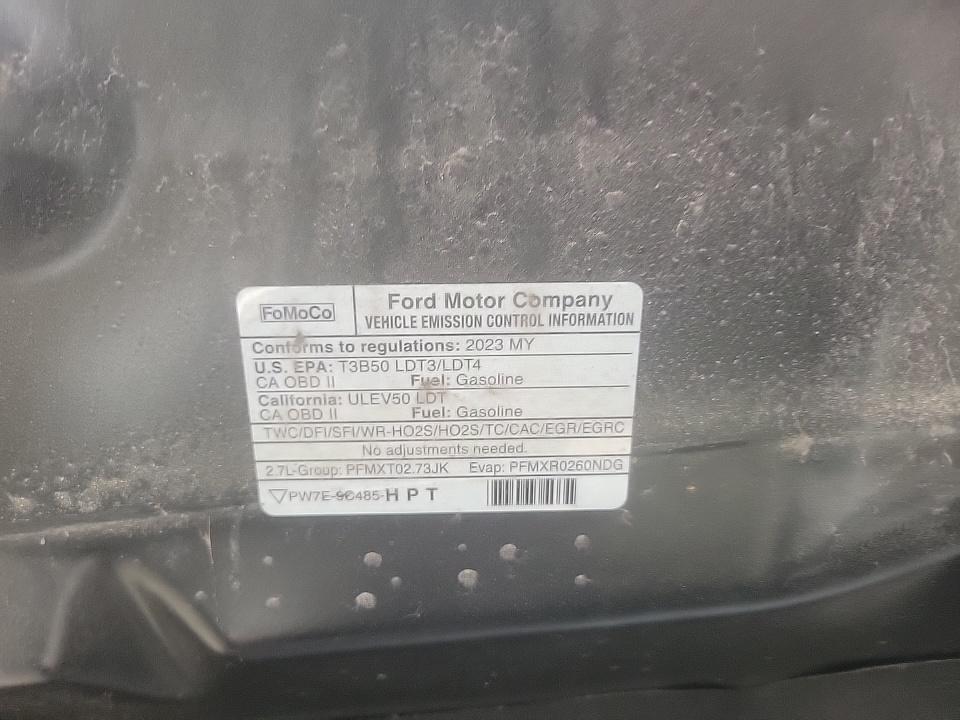 FoMoCo
Ford Motor Company
VEHICLE EMISSION CONTROL INFORMATION
Conforms to regulations: 2023 MY
U.S. EPA: T3B50 LDT3/LDT4
CA OBD II Fuel: Gasoline
California: ULEV50 LDT
CA OBD II Fuel: Gasoline
TWC/DFI/SFI/WR-HO2S/HO2S/TC/CAC/EGR/EGRC
No adjustments needed.
2.7L-Group: PFMXT02.73JK Evap: PFMXR0260NDG
PW7E-9C485-HPT